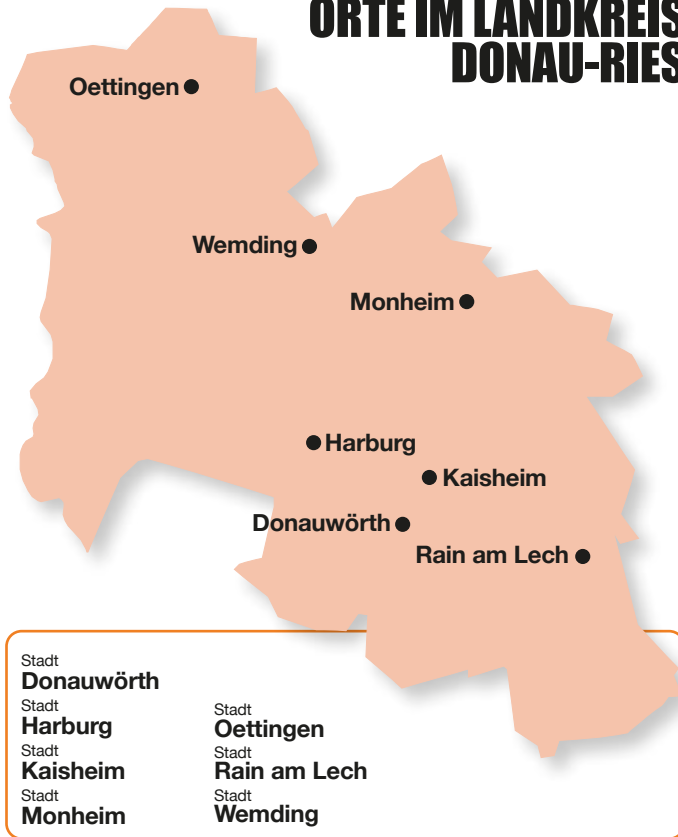 ORTE IM LANDKREIS
DONAU-RIES
Oettingen
Wemding
Monheim
Harburg
Kaisheim
Donauwörth
Rain am Lech
Stadt
Donauwörth
Stadt
Harburg
Stadt
Kaisheim
Stadt
Monheim
Stadt
Oettingen
Stadt
Rain am Lech
Stadt
Wemding